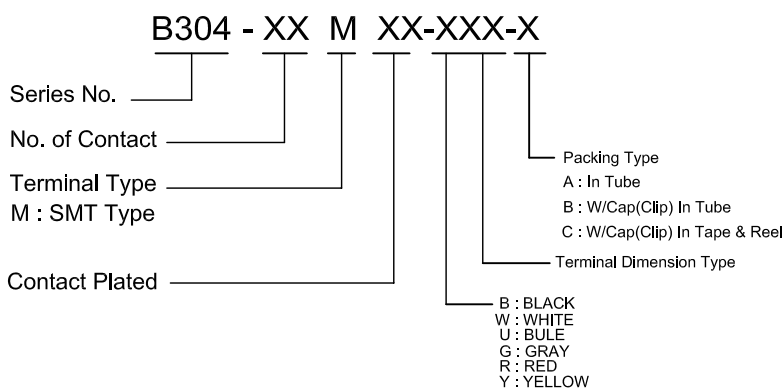 B304 - XX M XX-XXX-X
Series No.
No. of Contact
Terminal Type
M : SMT Type
Contact Plated
Packing Type
A : In Tube
B : W/Cap(Clip) In Tube
C : W/Cap(Clip) In Tape & Reel
Terminal Dimension Type
B : BLACK
W : WHITE
U : BULE
G : GRAY
R : RED
Y : YELLOW